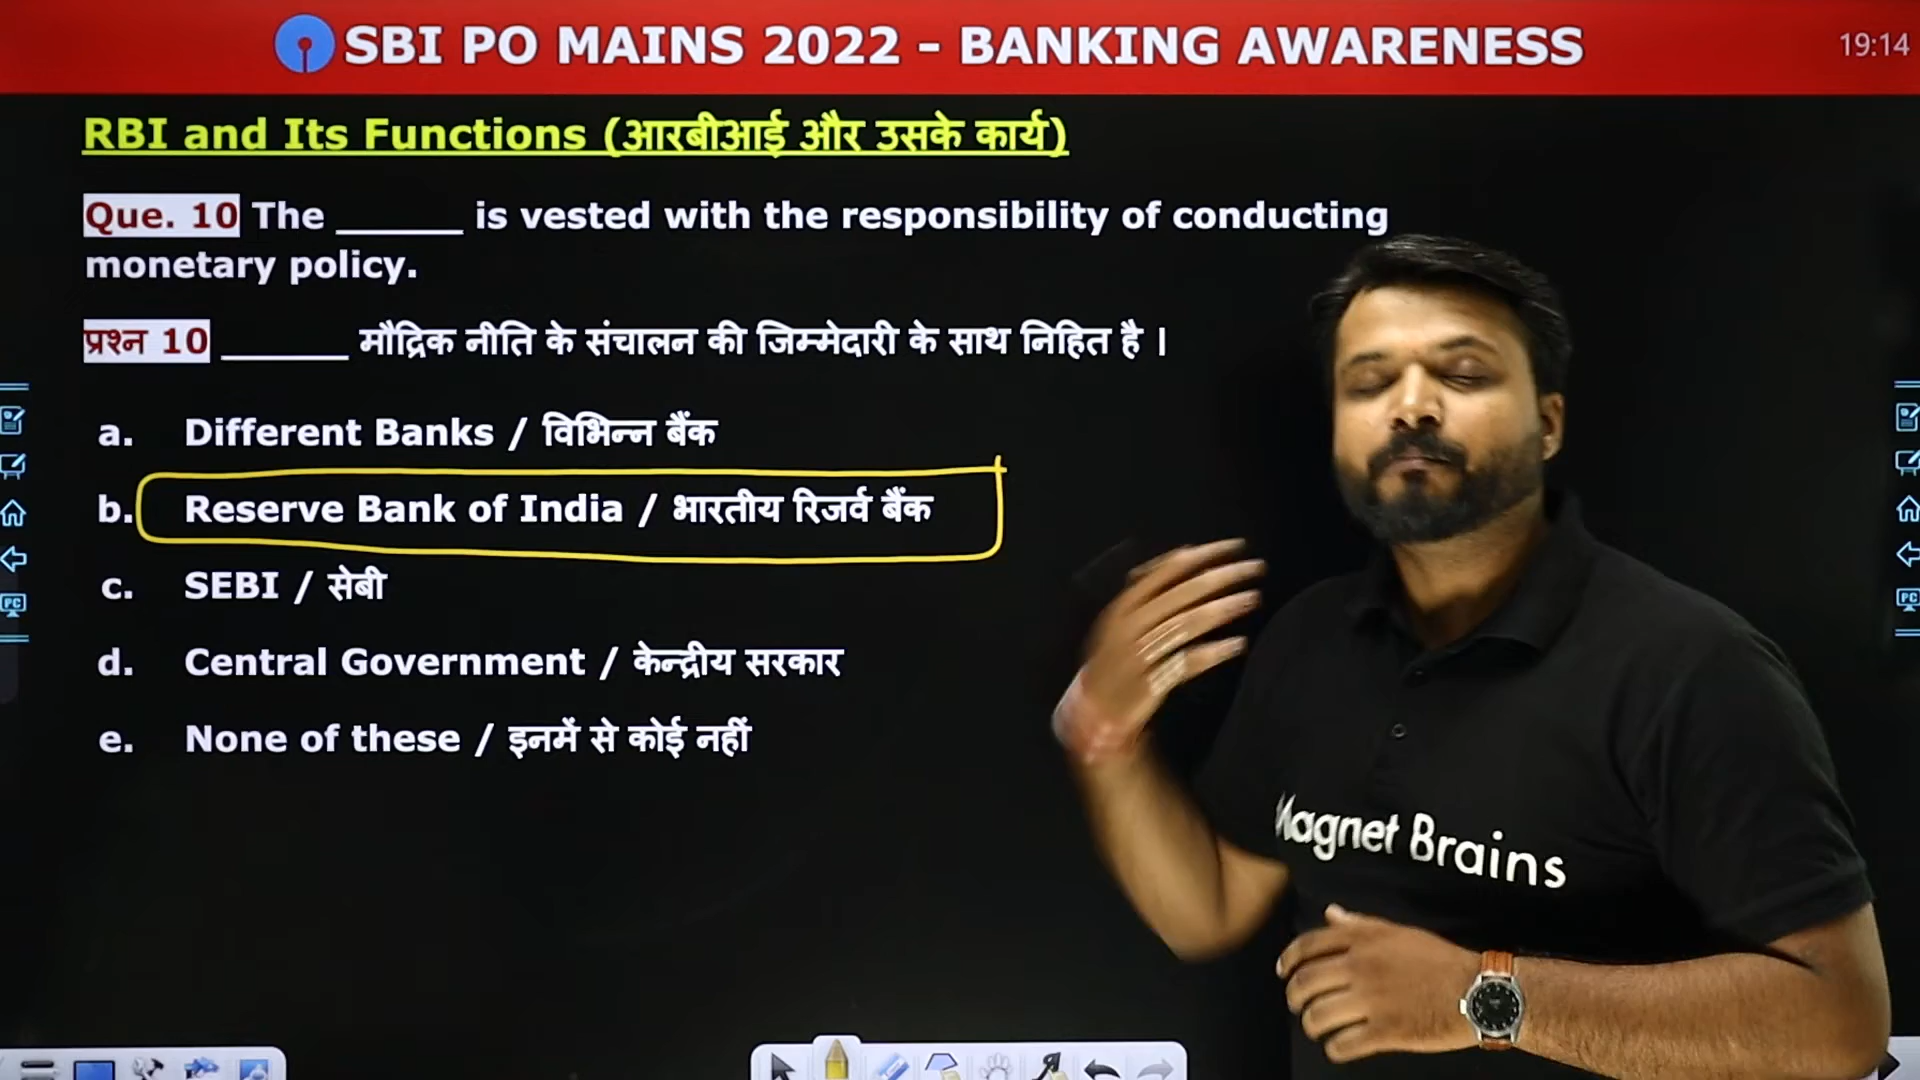 SBI PO MAINS 2022 - BANKING AWARENESS
19:14
RBI and Its Functions (आरबीआई और उसके कार्य)
Que. 10 The ______ is vested with the responsibility of conducting
monetary policy.
प्रश्न 10 ______ मौद्रिक नीति के संचालन की जिम्मेदारी के साथ निहित है ।
a. Different Banks / विभिन्न बैंक
b. Reserve Bank of India / भारतीय रिजर्व बैंक
c. SEBI / सेबी
d. Central Government / केन्द्रीय सरकार
e. None of these / इनमें से कोई नहीं
Magnet Brains
PC
PC